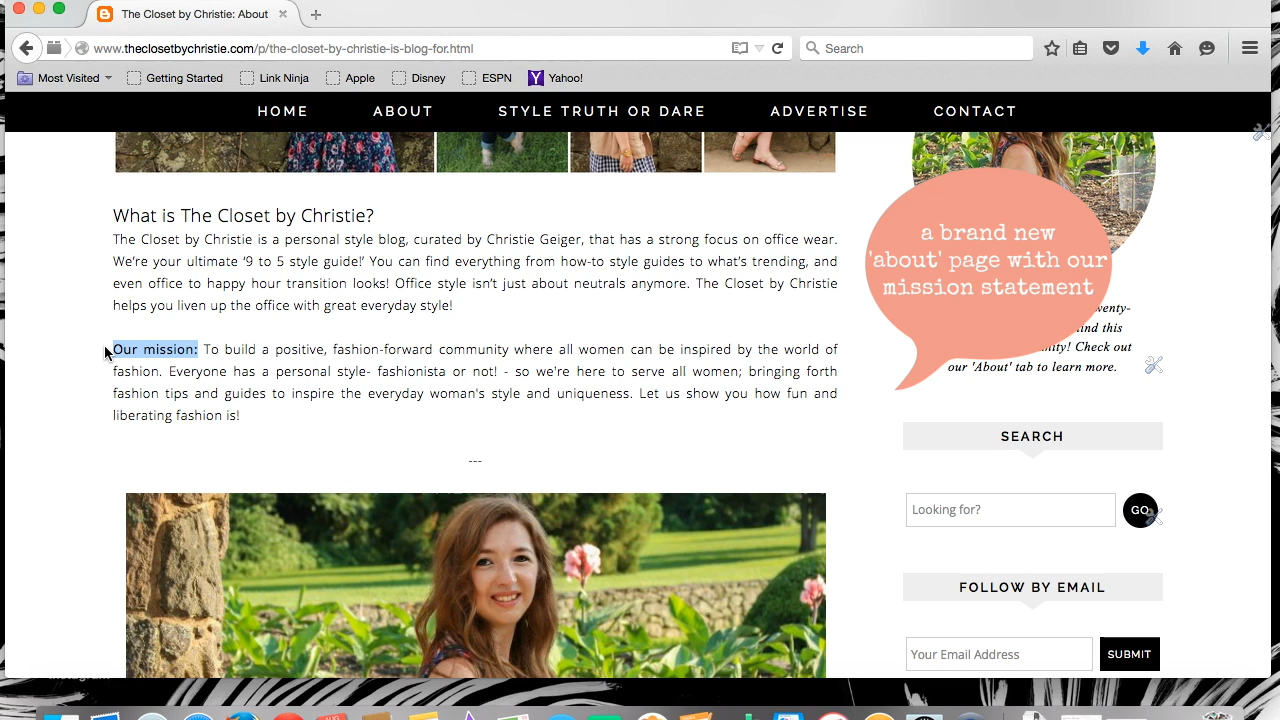 The Closet by Christie: About
www.theclosetbychristie.com/p/the-closet-by-christie-is-blog-for.html
Search
Most Visited
Getting Started
Link Ninja
Apple
Disney
ESPN
Yahoo!
HOME
ABOUT
STYLE TRUTH OR DARE
ADVERTISE
CONTACT
What is The Closet by Christie?
The Closet by Christie is a personal style blog, curated by Christie Geiger, that has a strong focus on office wear.
We're your ultimate '9 to 5 style place!' You can find everything from how-to style guides to what's trending, and
even office to happy hour transition looks! Office style isn't just about neutrals anymore. The Closet by Christie
helps you liven up the office with great everyday style!
Our mission: To build a positive, fashion-forward community where all women can be inspired by the world of
fashion. Everyone has a personal style- fashionista or not! - so we're here to serve all women; bringing forth
fashion tips and guides to inspire the everyday woman's style and uniqueness. Let us show you how fun and
liberating fashion is!
---
a brand new
'about' page with our
mission statement
this
Check out
our 'About' tab to learn more.
SEARCH
Looking for?
GO
FOLLOW BY EMAIL
Your Email Address
SUBMIT